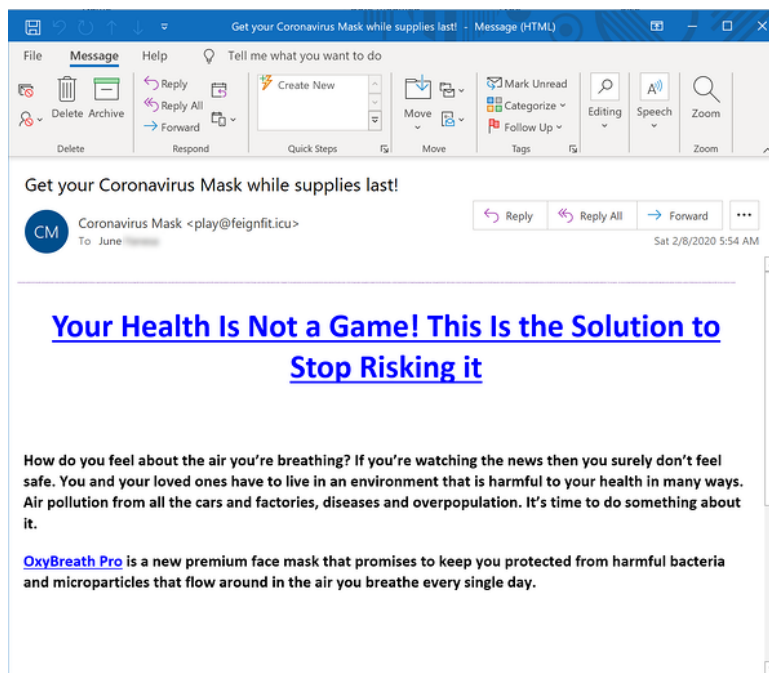 Get your Coronavirus Mask while supplies last! - Message (HTML)
File Message Help Tell me what you want to do
Delete Archive
Reply
Reply All
Forward
Create New
Move
Mark Unread
Categorize
Follow Up
Editing
Speech
Zoom
Delete Respond Quick Steps Move Tags Zoom
Get your Coronavirus Mask while supplies last!
CM
Coronavirus Mask <play@feignfit.icu>
To June
Reply Reply All Forward ...
Sat 2/8/2020 5:54 AM
Your Health Is Not a Game! This Is the Solution to
Stop Risking it
How do you feel about the air you're breathing? If you're watching the news then you surely don't feel
safe. You and your loved ones have to live in an environment that is harmful to your health in many ways.
Air pollution from all the cars and factories, diseases and overpopulation. It's time to do something about
it.
OxyBreath Pro is a new premium face mask that promises to keep you protected from harmful bacteria
and microparticles that flow around in the air you breathe every single day.